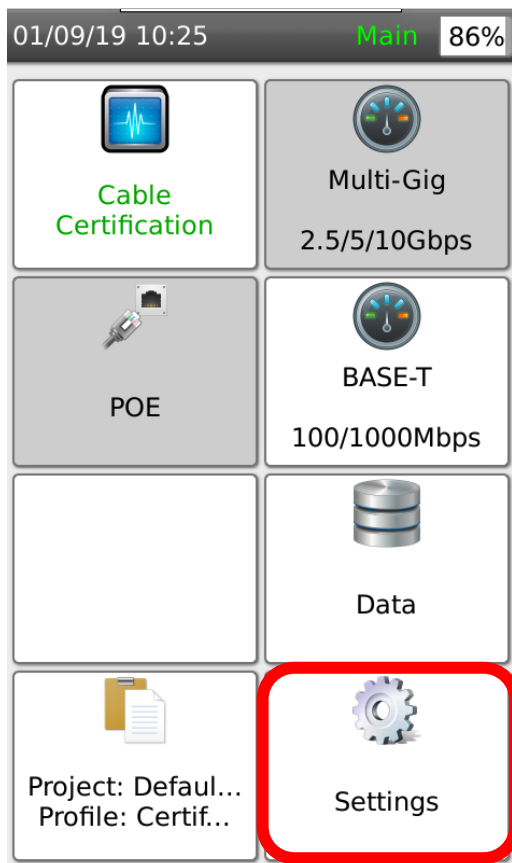 01/09/19 10:25 Main 86%
Cable
Certification
Multi-Gig
2.5/5/10Gbps
POE
BASE-T
100/1000Mbps
Data
Project: Defaul...
Profile: Certif...
Settings